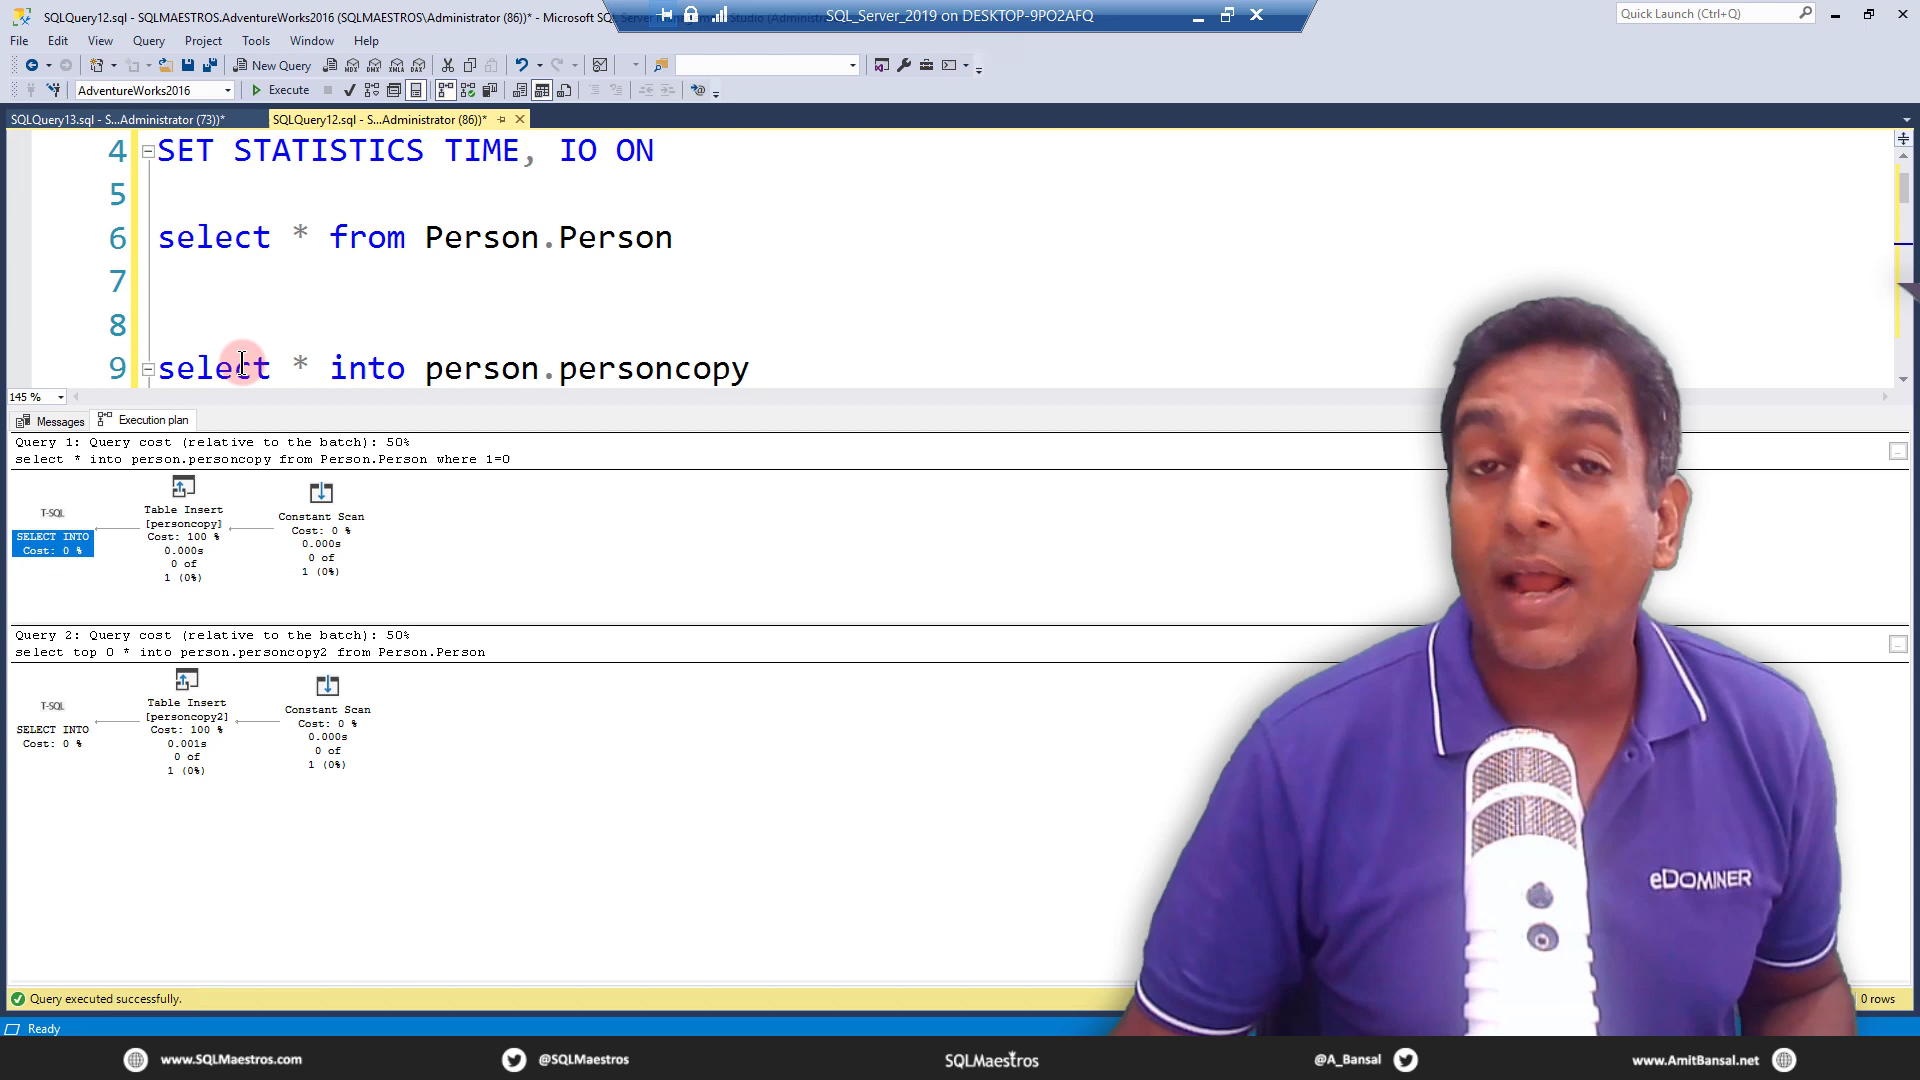 SQLQuery12.sql - SQLMAESTROS.AdventureWorks2016 (SQLMAESTROS\Administrator (86))* - Microsoft SQL Server Management Studio (Administrator)
SQL_Server_2019 on DESKTOP-9PO2AFQ
Quick Launch (Ctrl+Q)
File Edit View Query Project Tools Window Help
New Query
MDX DMX XMLA DAX
AdventureWorks2016
Execute
SQLQuery13.sql - S...Administrator (73))*
SQLQuery12.sql - S...Administrator (86))*
4 SET STATISTICS TIME, IO ON
5
6 select * from Person.Person
7
8
9 select * into person.personcopy
145 %
Messages Execution plan
Query 1: Query cost (relative to the batch): 50%
select * into person.personcopy from Person.Person where 1=0
T-SQL
SELECT INTO
Cost: 0 %
Table Insert
[personcopy]
Cost: 100 %
0.000s
0 of
1 (0%)
Constant Scan
Cost: 0 %
0.000s
0 of
1 (0%)
Query 2: Query cost (relative to the batch): 50%
select top 0 * into person.personcopy2 from Person.Person
T-SQL
SELECT INTO
Cost: 0 %
Table Insert
[personcopy2]
Cost: 100 %
0.001s
0 of
1 (0%)
Constant Scan
Cost: 0 %
0.000s
0 of
1 (0%)
eDOMINER
Query executed successfully.
0 rows
Ready
www.SQLMaestros.com
@SQLMaestros
SQLMaestros
@A_Bansal
www.AmitBansal.net